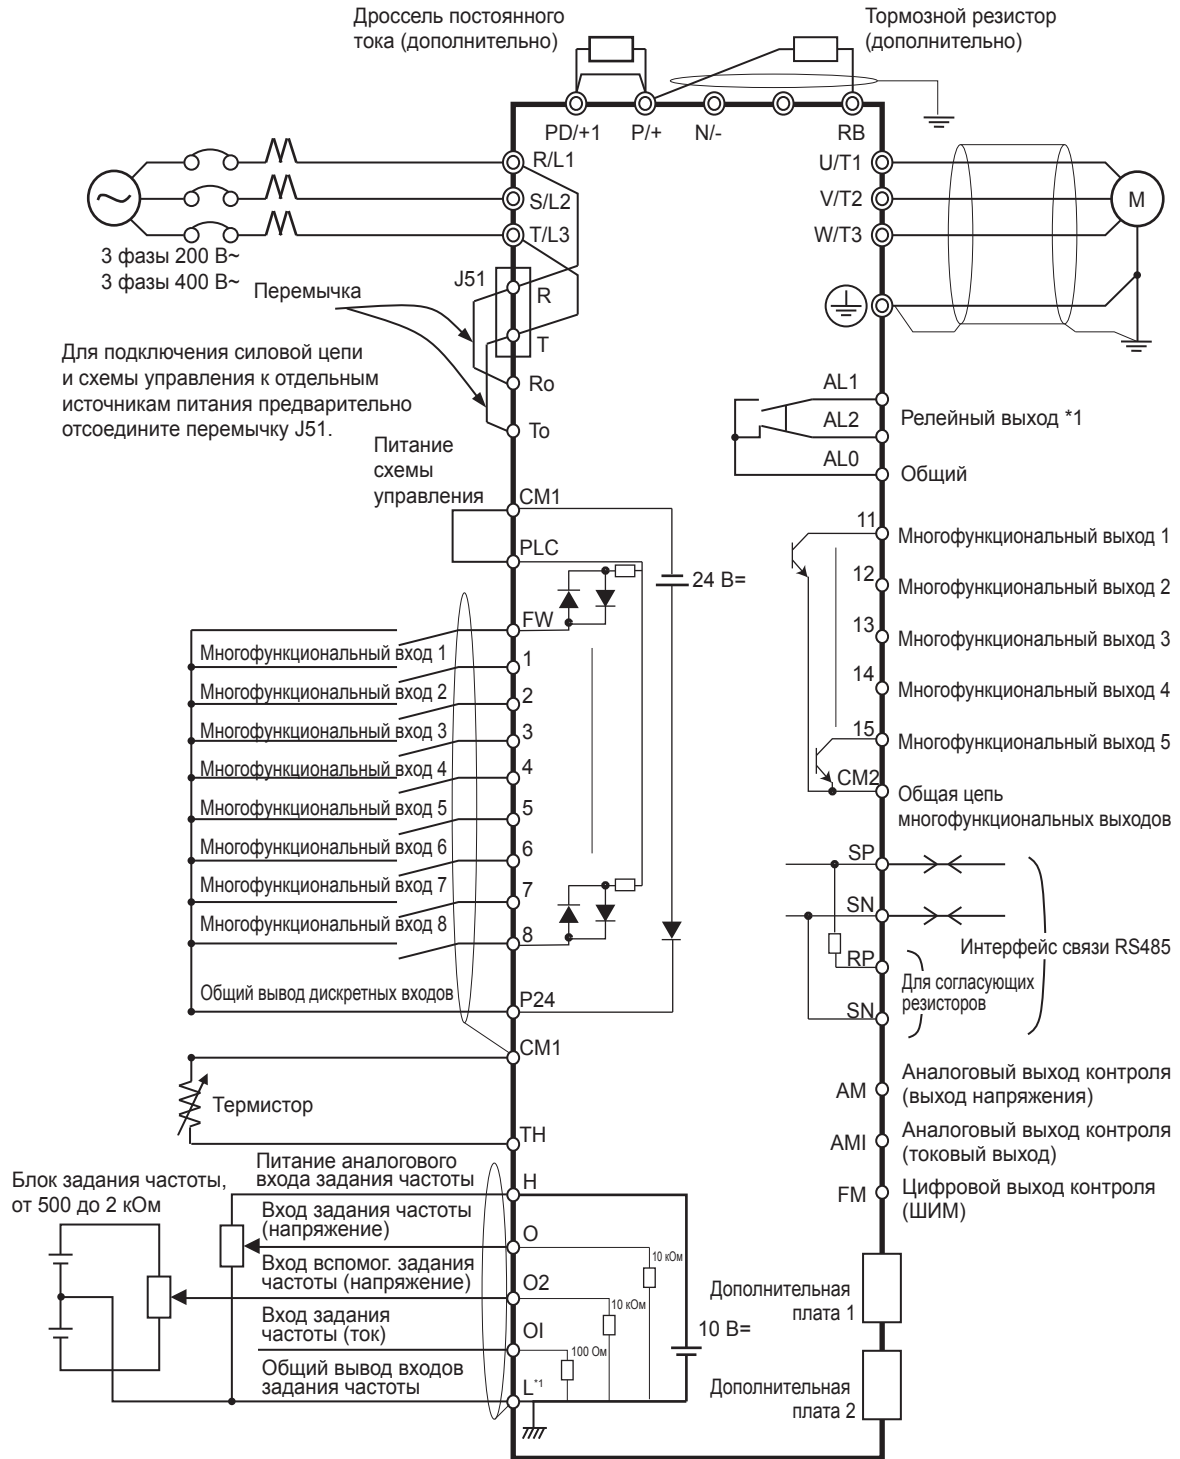 Дроссель постоянного
тока (дополнительно)
Тормозной резистор
(дополнительно)
PD/+1
P/+
N/-
RB
R/L1
S/L2
T/L3
U/T1
V/T2
W/T3
M
3 фазы 200 В~
3 фазы 400 В~
J51
R
T
Перемычка
Для подключения силовой цепи
и схемы управления к отдельным
источникам питания предварительно
отсоедините перемычку J51.
Ro
To
Питание
схемы
управления
AL1
AL2
AL0
Релейный выход *1
Общий
CM1
PLC
24 В=
FW
Многофункциональный вход 1
1
Многофункциональный вход 2
2
Многофункциональный вход 3
3
Многофункциональный вход 4
4
Многофункциональный вход 5
5
Многофункциональный вход 6
6
Многофункциональный вход 7
7
Многофункциональный вход 8
8
Общий вывод дискретных входов
P24
CM1
Термистор
TH
11
Многофункциональный выход 1
12
Многофункциональный выход 2
13
Многофункциональный выход 3
14
Многофункциональный выход 4
15
Многофункциональный выход 5
CM2
Общая цепь
многофункциональных выходов
SP
SN
RP
SN
Интерфейс связи RS485
Для согласующих
резисторов
AM
Аналоговый выход контроля
(выход напряжения)
AMI
Аналоговый выход контроля
(токовый выход)
FM
Цифровой выход контроля
(ШИМ)
Блок задания частоты,
от 500 до 2 кОм
Питание аналогового
входа задания частоты
H
Вход задания частоты
(напряжение)
O
Вход вспомог. задания
частоты (напряжение)
O2
Вход задания
частоты (ток)
OI
Общий вывод входов
задания частоты
L*1
10 кОм
10 кОм
100 Ом
10 В=
Дополнительная
плата 1
Дополнительная
плата 2